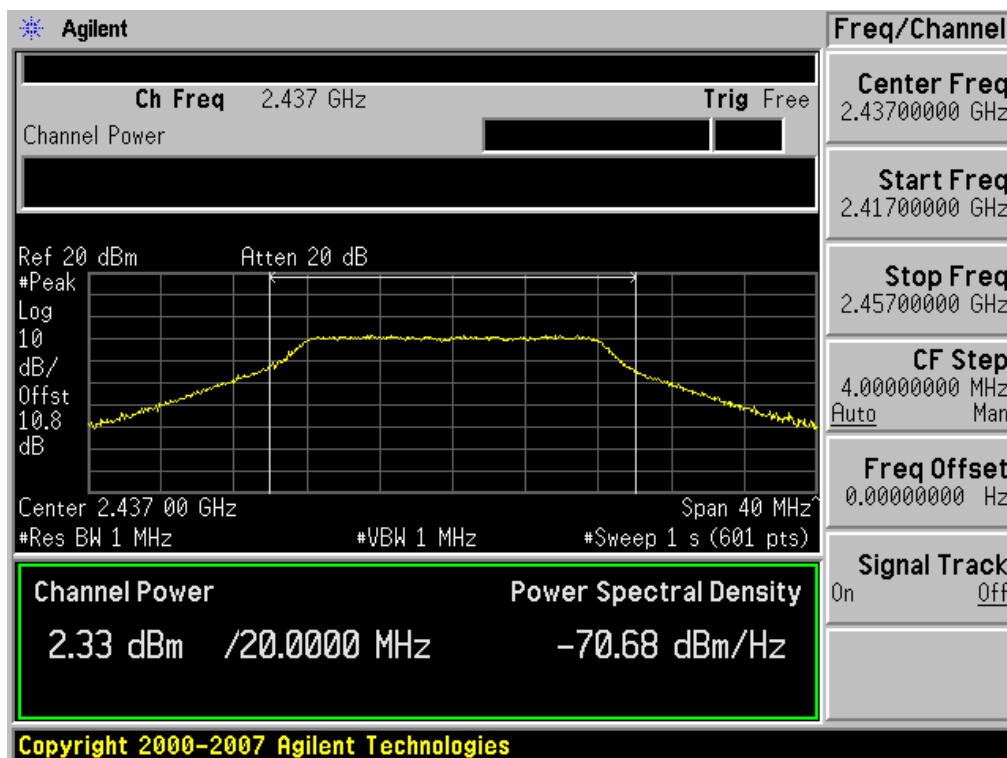 Agilent
Freq/Channel
Ch Freq 2.437 GHz Trig Free
Channel Power
Center Freq
2.43700000 GHz
Start Freq
2.41700000 GHz
Stop Freq
2.45700000 GHz
CF Step
4.00000000 MHz
Auto Man
Freq Offset
0.00000000 Hz
Signal Track
On Off
Ref 20 dBm Atten 20 dB
#Peak
Log
10
dB/
Offst
10.8
dB
Center 2.437 00 GHz Span 40 MHz^
#Res BW 1 MHz #VBW 1 MHz #Sweep 1 s (601 pts)
Channel Power Power Spectral Density
2.33 dBm /20.0000 MHz -70.68 dBm/Hz
Copyright 2000-2007 Agilent Technologies